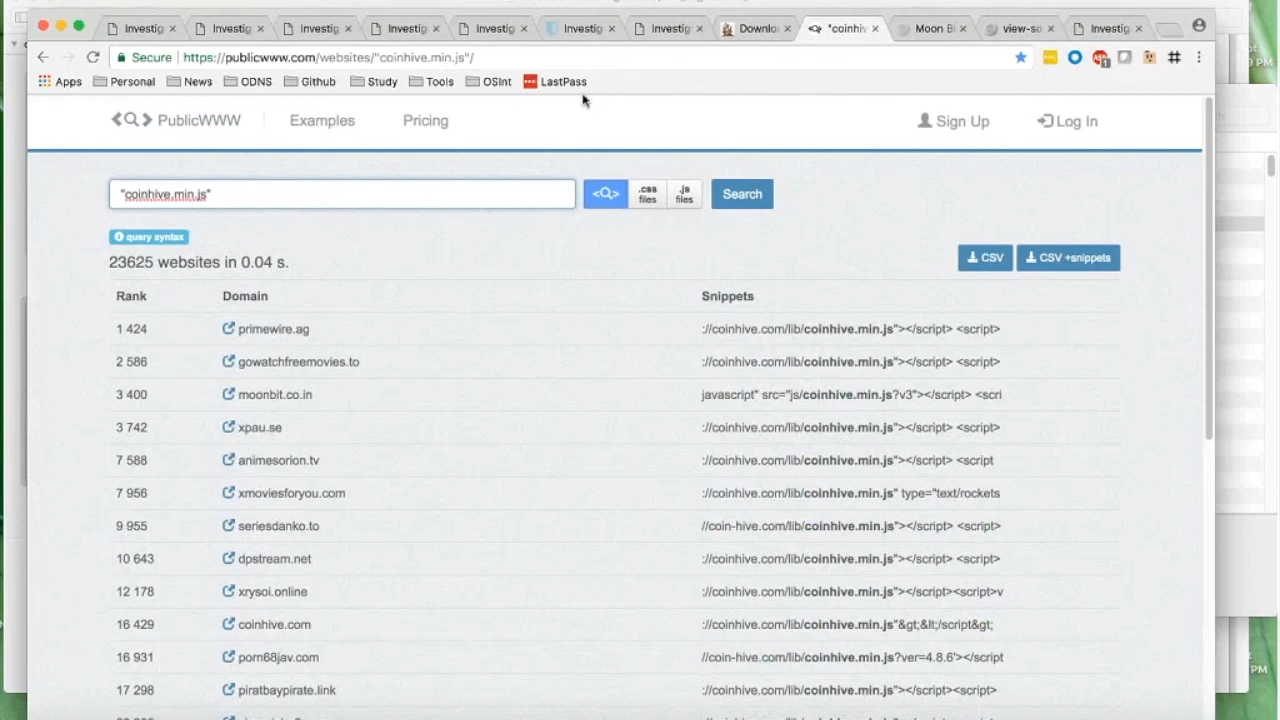 Investig Investig Investig Investig Investig Investig Investig Downlo "coinhiv Moon Bi view-so Investig
Secure https://publicwww.com/websites/"coinhive.min.js"/
Apps Personal News ODNS Github Study Tools OSInt LastPass
PublicWWW Examples Pricing Sign Up Log In
"coinhive.min.js" .css files .js files Search
query syntax
23625 websites in 0.04 s. CSV CSV +snippets
Rank Domain Snippets
1 424 primewire.ag ://coinhive.com/lib/coinhive.min.js"></script> <script>
2 586 gowatchfreemovies.to ://coinhive.com/lib/coinhive.min.js"></script> <script>
3 400 moonbit.co.in javascript" src="js/coinhive.min.js?v3"></script> <scri
3 742 xpau.se ://coinhive.com/lib/coinhive.min.js"></script> <script>
7 588 animesorion.tv ://coinhive.com/lib/coinhive.min.js"></script> <script
7 956 xmoviesforyou.com ://coinhive.com/lib/coinhive.min.js" type="text/rockets
9 955 seriesdanko.to //coin-hive.com/lib/coinhive.min.js"></script> <script>
10 643 dpstream.net ://coinhive.com/lib/coinhive.min.js"></script> <script>
12 178 xrysoi.online ://coinhive.com/lib/coinhive.min.js"></script><script>v
16 429 coinhive.com ://coinhive.com/lib/coinhive.min.js"&gt;&lt;/script&gt;
16 931 porn68jav.com //coin-hive.com/lib/coinhive.min.js?ver=4.8.6'></script
17 298 piratbaypirate.link ://coinhive.com/lib/coinhive.min.js"></script><script>